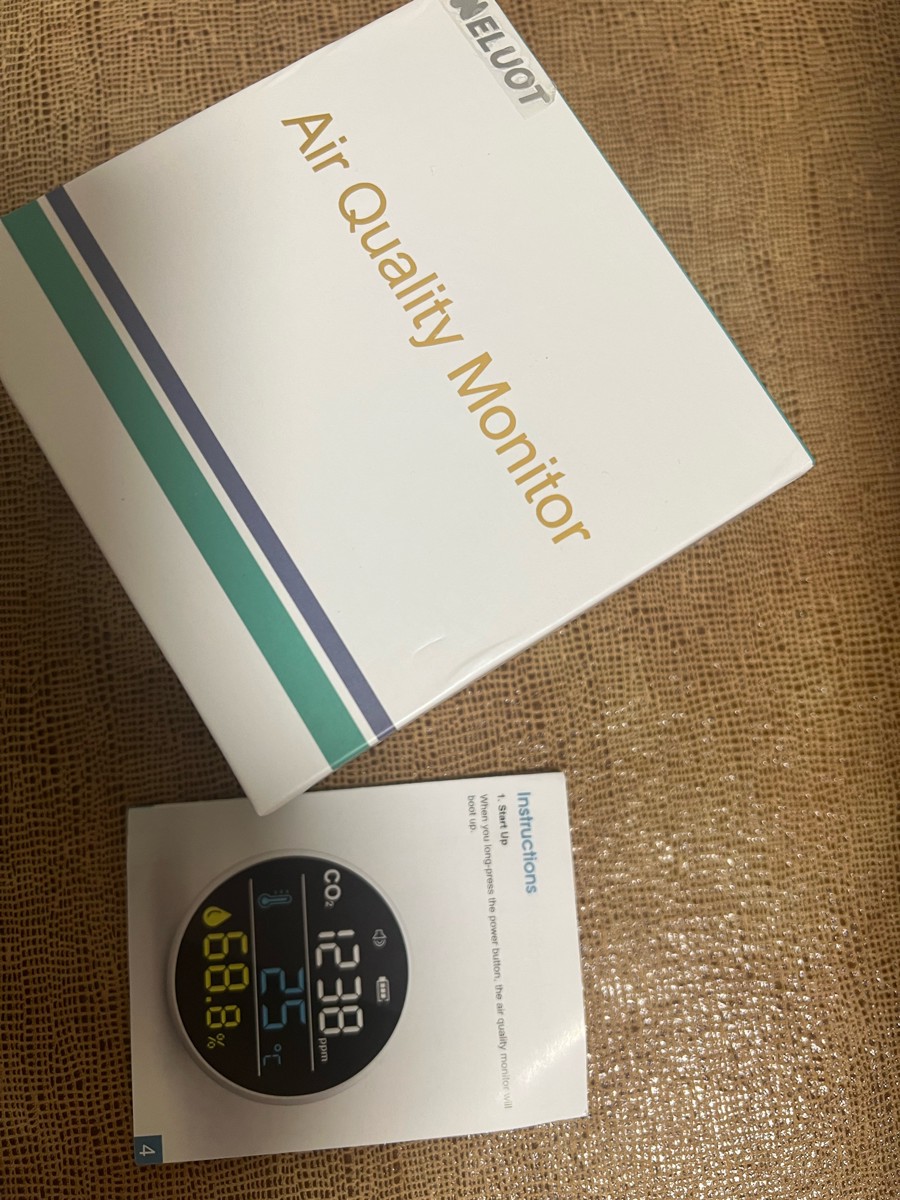 WELUOT
Air Quality Monitor
Instructions
1. Start Up
When you long-press the power button, the air quality monitor will
boot up.
CO₂ 1238 ppm
25 °C
68.8 %
4